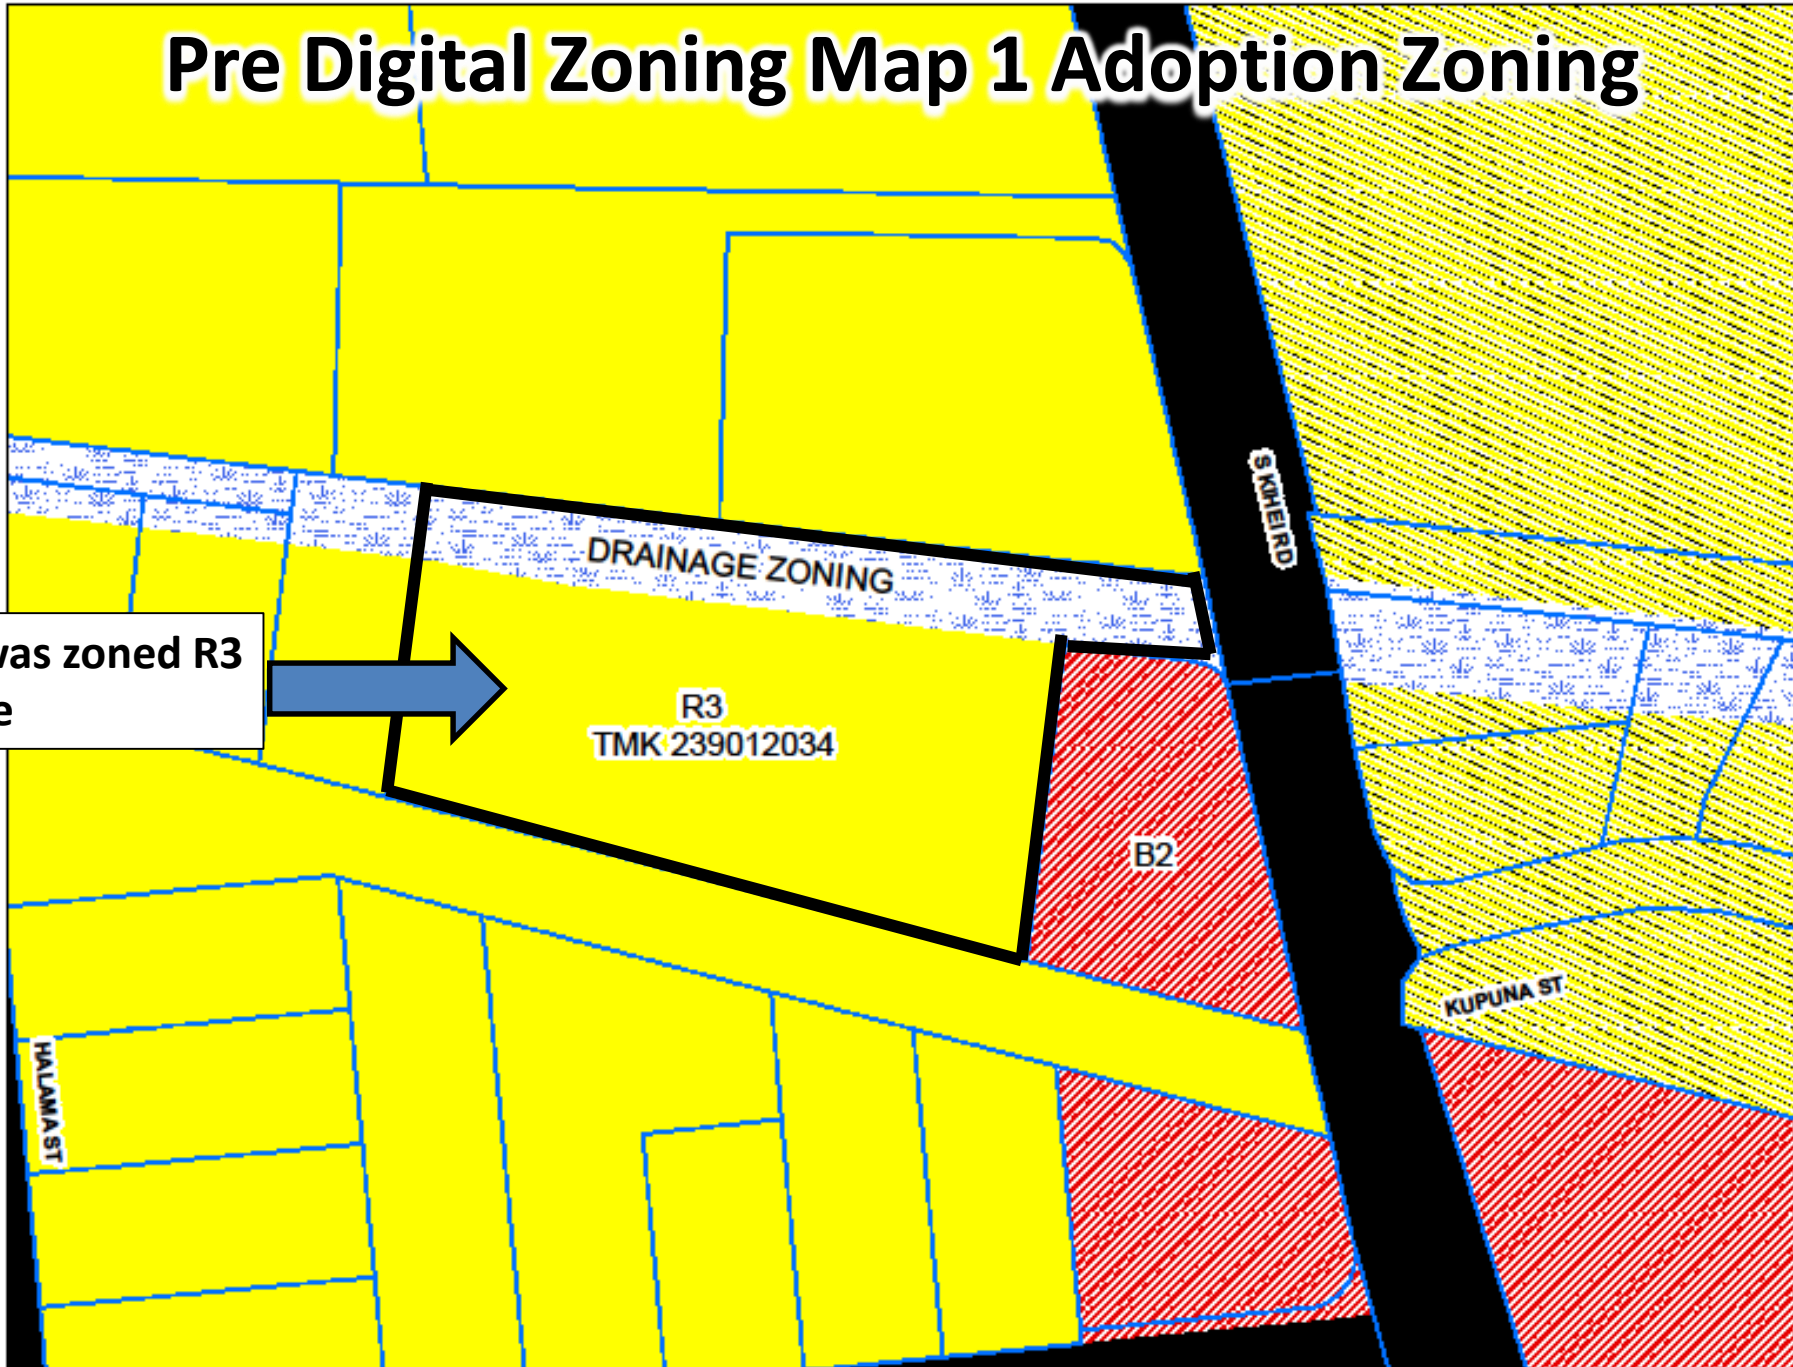 Pre Digital Zoning Map 1 Adoption Zoning
S KIHEI RD
DRAINAGE ZONING
was zoned R3
e
R3
TMK 239012034
B2
KUPUNA ST
HALAMA ST